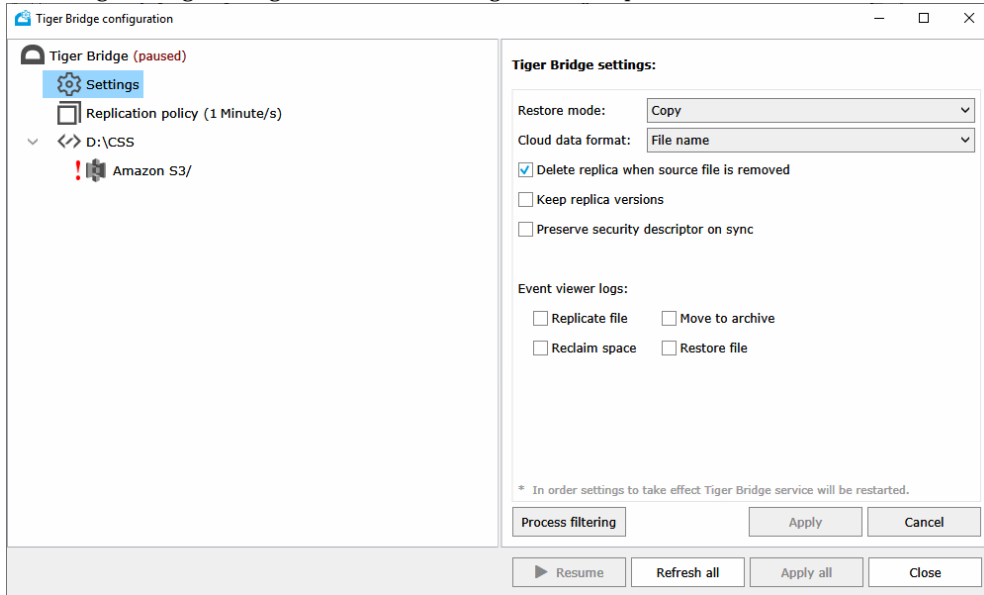 Tiger Bridge configuration
Tiger Bridge (paused)
Settings
Replication policy (1 Minute/s)
D:\CSS
Amazon S3/
Tiger Bridge settings:
Restore mode: Copy
Cloud data format: File name
Delete replica when source file is removed
Keep replica versions
Preserve security descriptor on sync
Event viewer logs:
Replicate file Move to archive
Reclaim space Restore file
* In order settings to take effect Tiger Bridge service will be restarted.
Process filtering Apply Cancel
Resume Refresh all Apply all Close